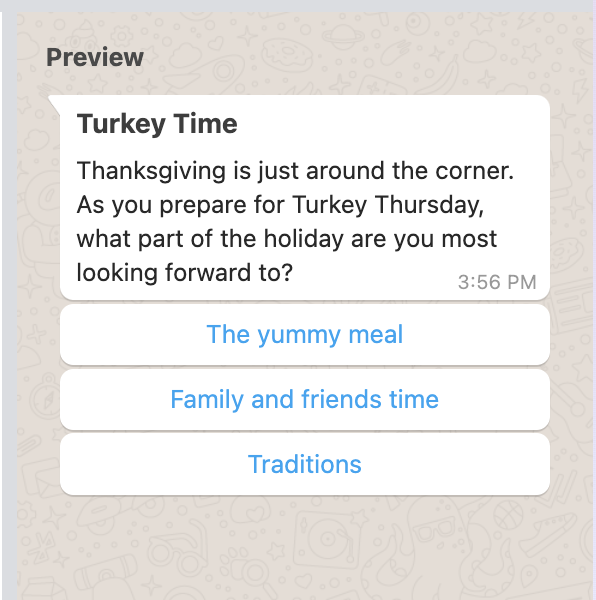 Preview
Turkey Time
Thanksgiving is just around the corner.
As you prepare for Turkey Thursday,
what part of the holiday are you most
looking forward to?
3:56 PM
The yummy meal
Family and friends time
Traditions